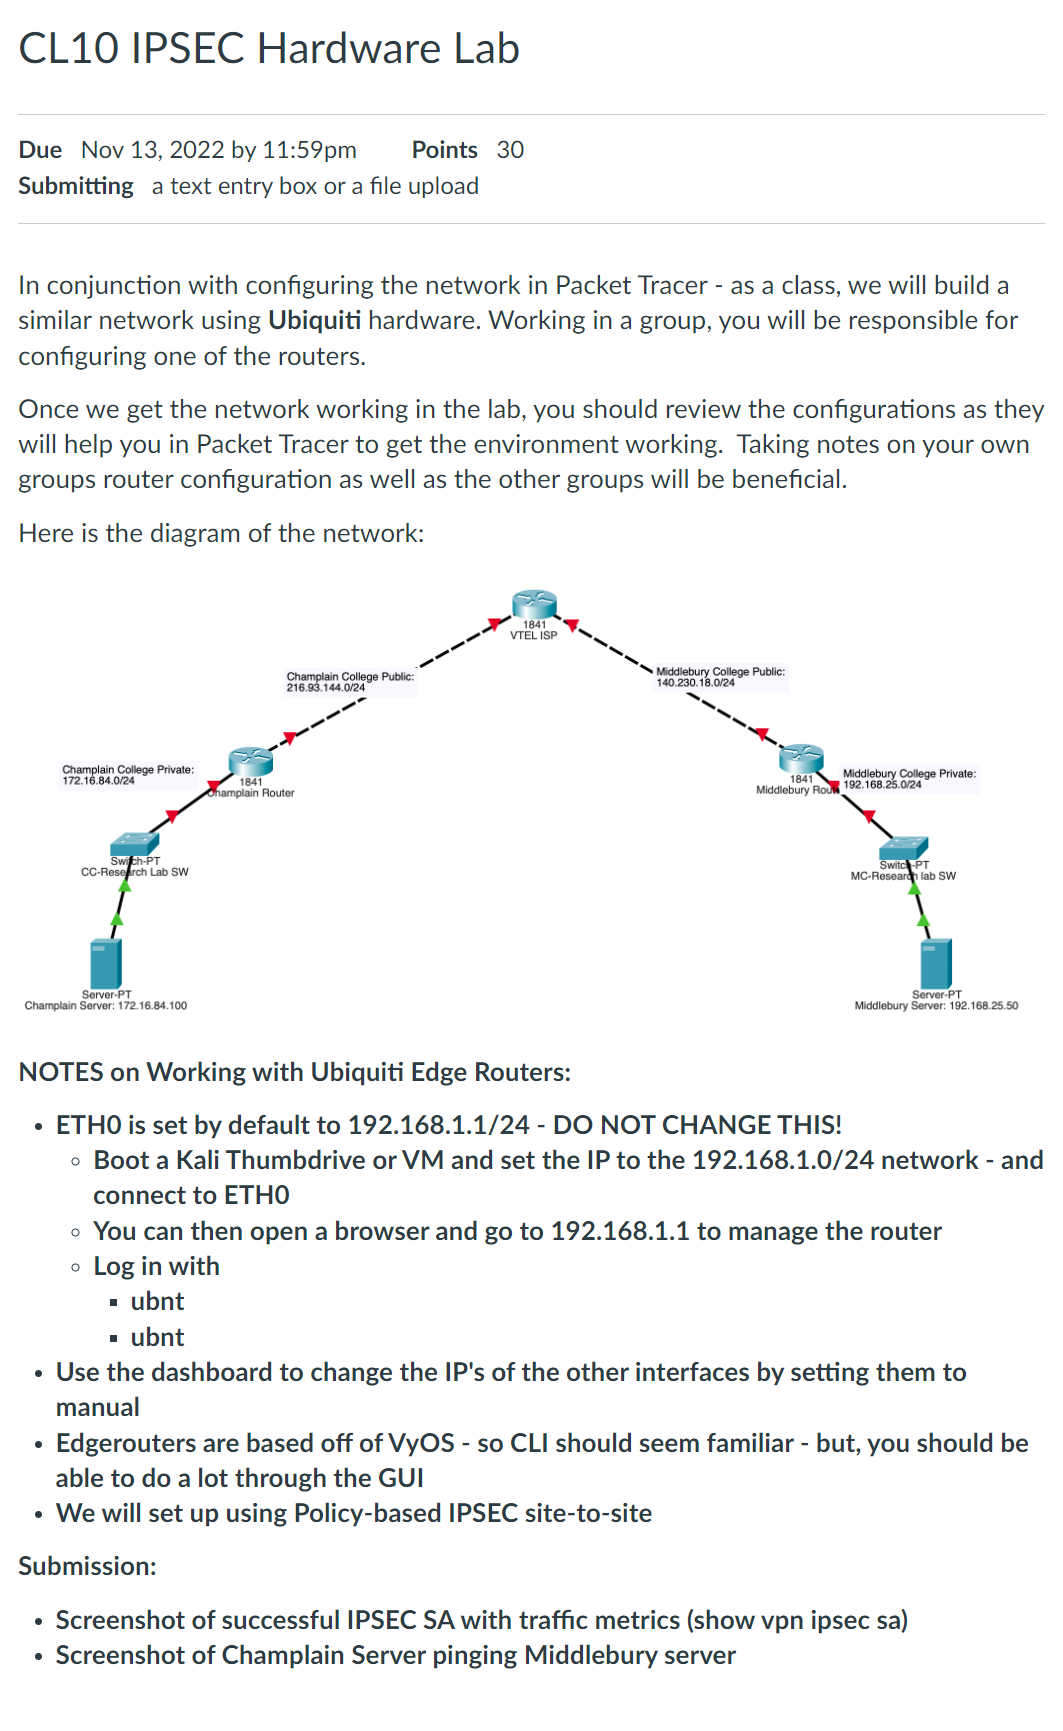 CL10 IPSEC Hardware Lab
Due Nov 13, 2022 by 11:59pm Points 30
Submitting a text entry box or a file upload
In conjunction with configuring the network in Packet Tracer - as a class, we will build a
similar network using Ubiquiti hardware. Working in a group, you will be responsible for
configuring one of the routers.
Once we get the network working in the lab, you should review the configurations as they
will help you in Packet Tracer to get the environment working. Taking notes on your own
groups router configuration as well as the other groups will be beneficial.
Here is the diagram of the network:
1841
VTEL ISP
Champlain College Public:
216.93.144.0/24
Middlebury College Public:
140.230.18.0/24
Champlain College Private:
172.16.84.0/24
1841
Champlain Router
1841
Middlebury Rou
Middlebury College Private:
192.168.25.0/24
Switch-PT
CC-Research Lab SW
Switch-PT
MC-Research lab SW
Server-PT
Champlain Server: 172.16.84.100
Server-PT
Middlebury Server: 192.168.25.50
NOTES on Working with Ubiquiti Edge Routers:
• ETH0 is set by default to 192.168.1.1/24 - DO NOT CHANGE THIS!
◦ Boot a Kali Thumbdrive or VM and set the IP to the 192.168.1.0/24 network - and
connect to ETH0
◦ You can then open a browser and go to 192.168.1.1 to manage the router
◦ Log in with
▪ ubnt
▪ ubnt
• Use the dashboard to change the IP's of the other interfaces by setting them to
manual
• Edgerouters are based off of VyOS - so CLI should seem familiar - but, you should be
able to do a lot through the GUI
• We will set up using Policy-based IPSEC site-to-site
Submission:
• Screenshot of successful IPSEC SA with traffic metrics (show vpn ipsec sa)
• Screenshot of Champlain Server pinging Middlebury server